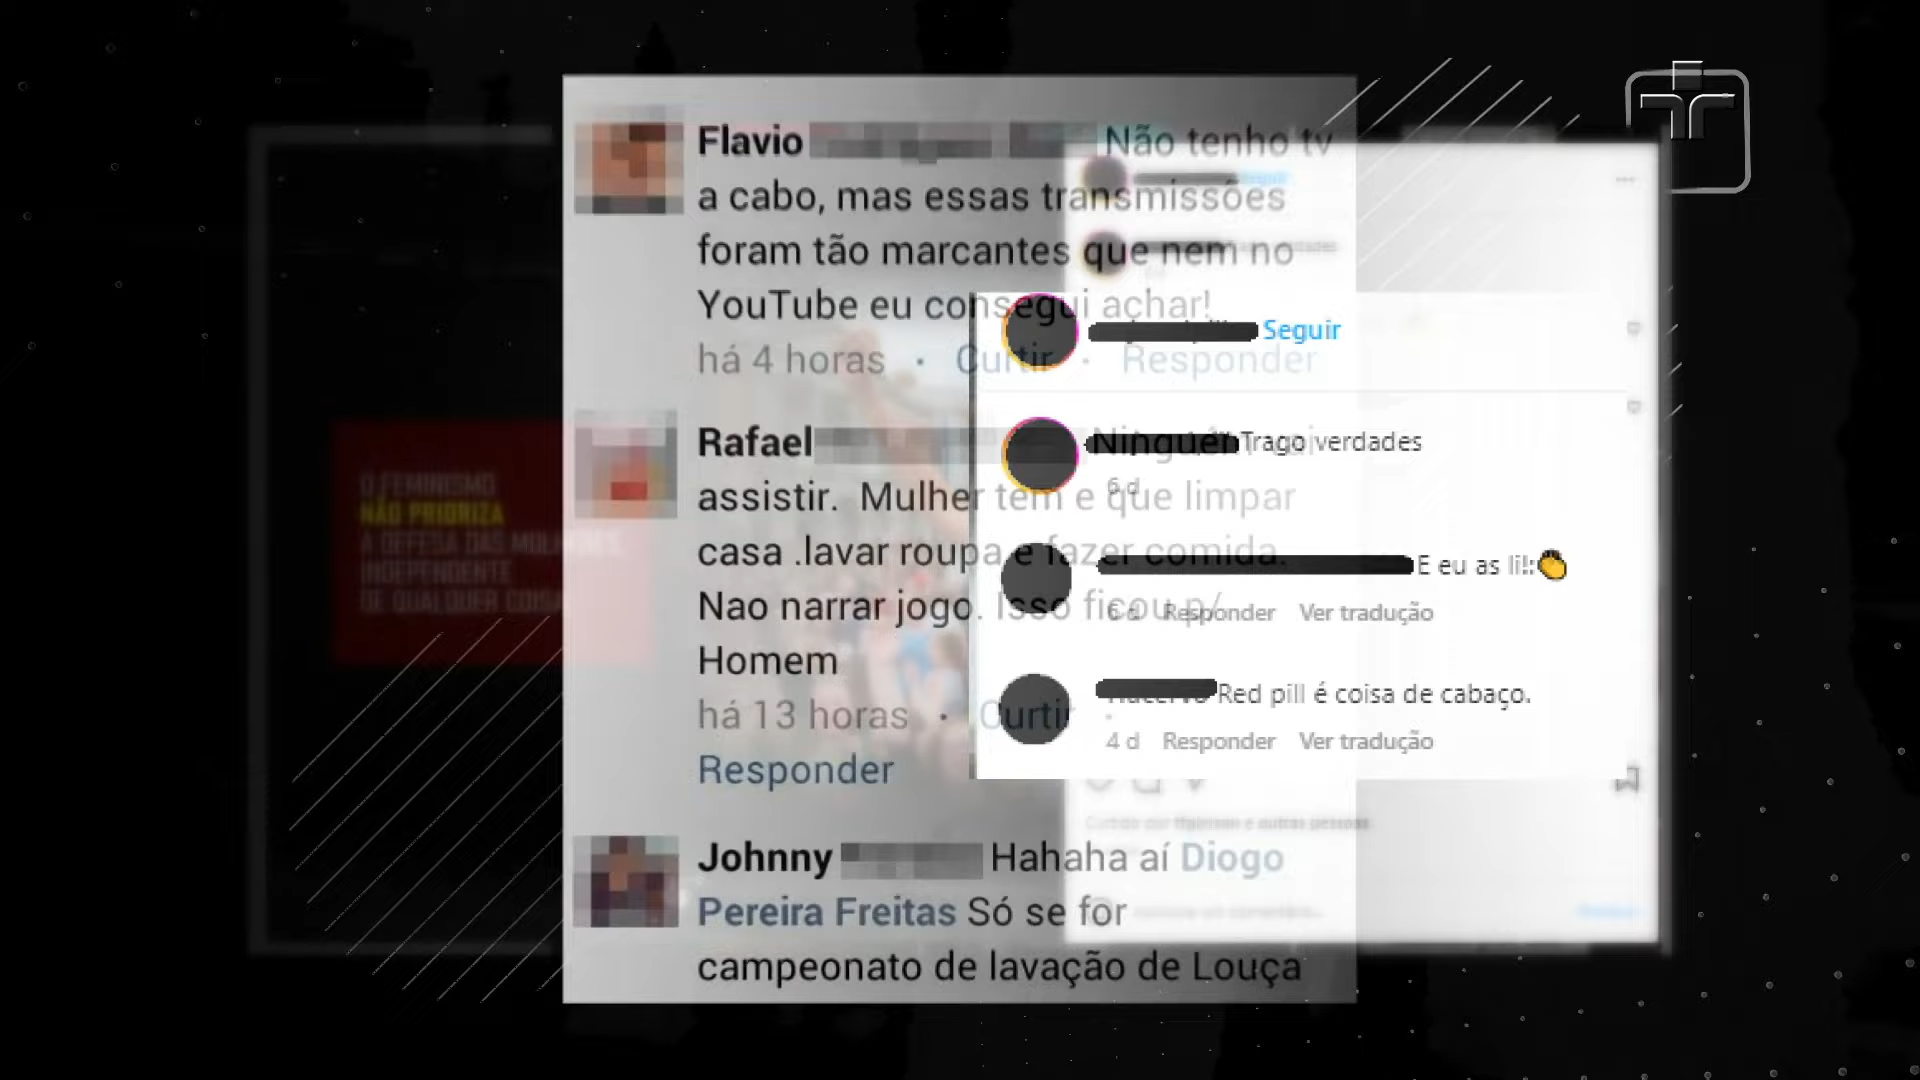 Flavio
Não tenho tv
a cabo, mas essas transmissões
foram tão marcantes que nem no
YouTube eu consegui achar!
há 4 horas · Curtir · Responder
Rafael
assistir. Mulher tem e que limpar
casa .lavar roupa e fazer comida.
Nao narrar jogo. Isso ficou p/
Homem
há 13 horas · Curtir ·
Responder
Johnny Hahaha aí Diogo
Pereira Freitas Só se for
campeonato de lavação de Louça
Seguir
Trago verdades
6 d
E eu as li!:👏
6 d Responder Ver tradução
Red pill é coisa de cabaço.
4 d Responder Ver tradução
O FEMINISMO
NÃO PRIORIZA
A DEFESA DAS MULHERES,
INDEPENDENTE
DE QUALQUER COISA